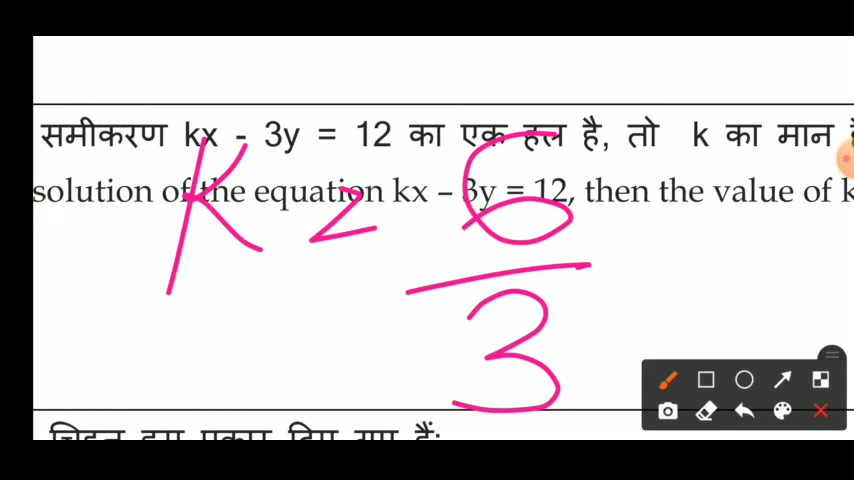 समीकरण kx - 3y = 12 का एक हल है, तो k का मान
solution of the equation kx – 3y = 12, then the value of k
K = 6/3